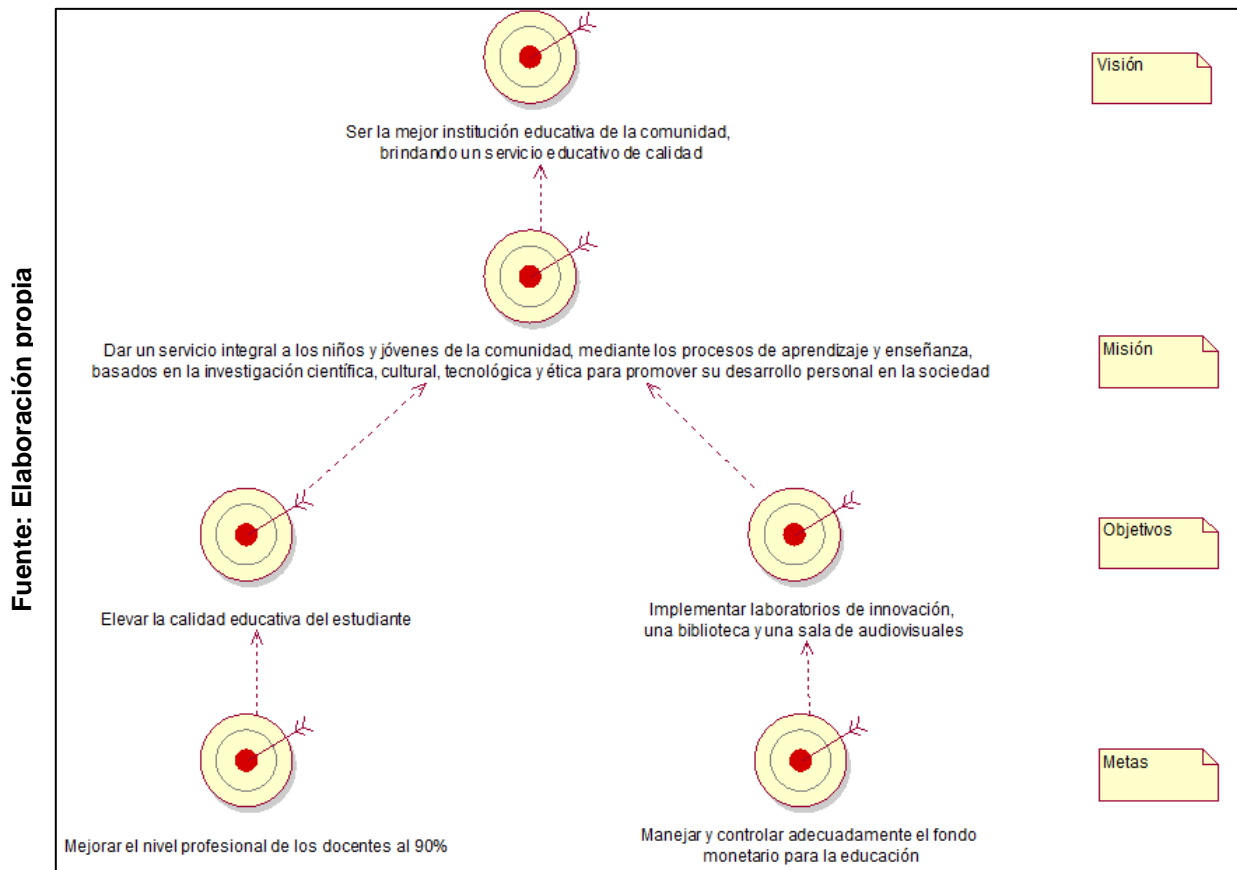 Fuente: Elaboración propia
Visión
Ser la mejor institución educativa de la comunidad,
brindando un servicio educativo de calidad
Misión
Dar un servicio integral a los niños y jóvenes de la comunidad, mediante los procesos de aprendizaje y enseñanza,
basados en la investigación científica, cultural, tecnológica y ética para promover su desarrollo personal en la sociedad
Objetivos
Elevar la calidad educativa del estudiante
Implementar laboratorios de innovación,
una biblioteca y una sala de audiovisuales
Metas
Mejorar el nivel profesional de los docentes al 90%
Manejar y controlar adecuadamente el fondo
monetario para la educación